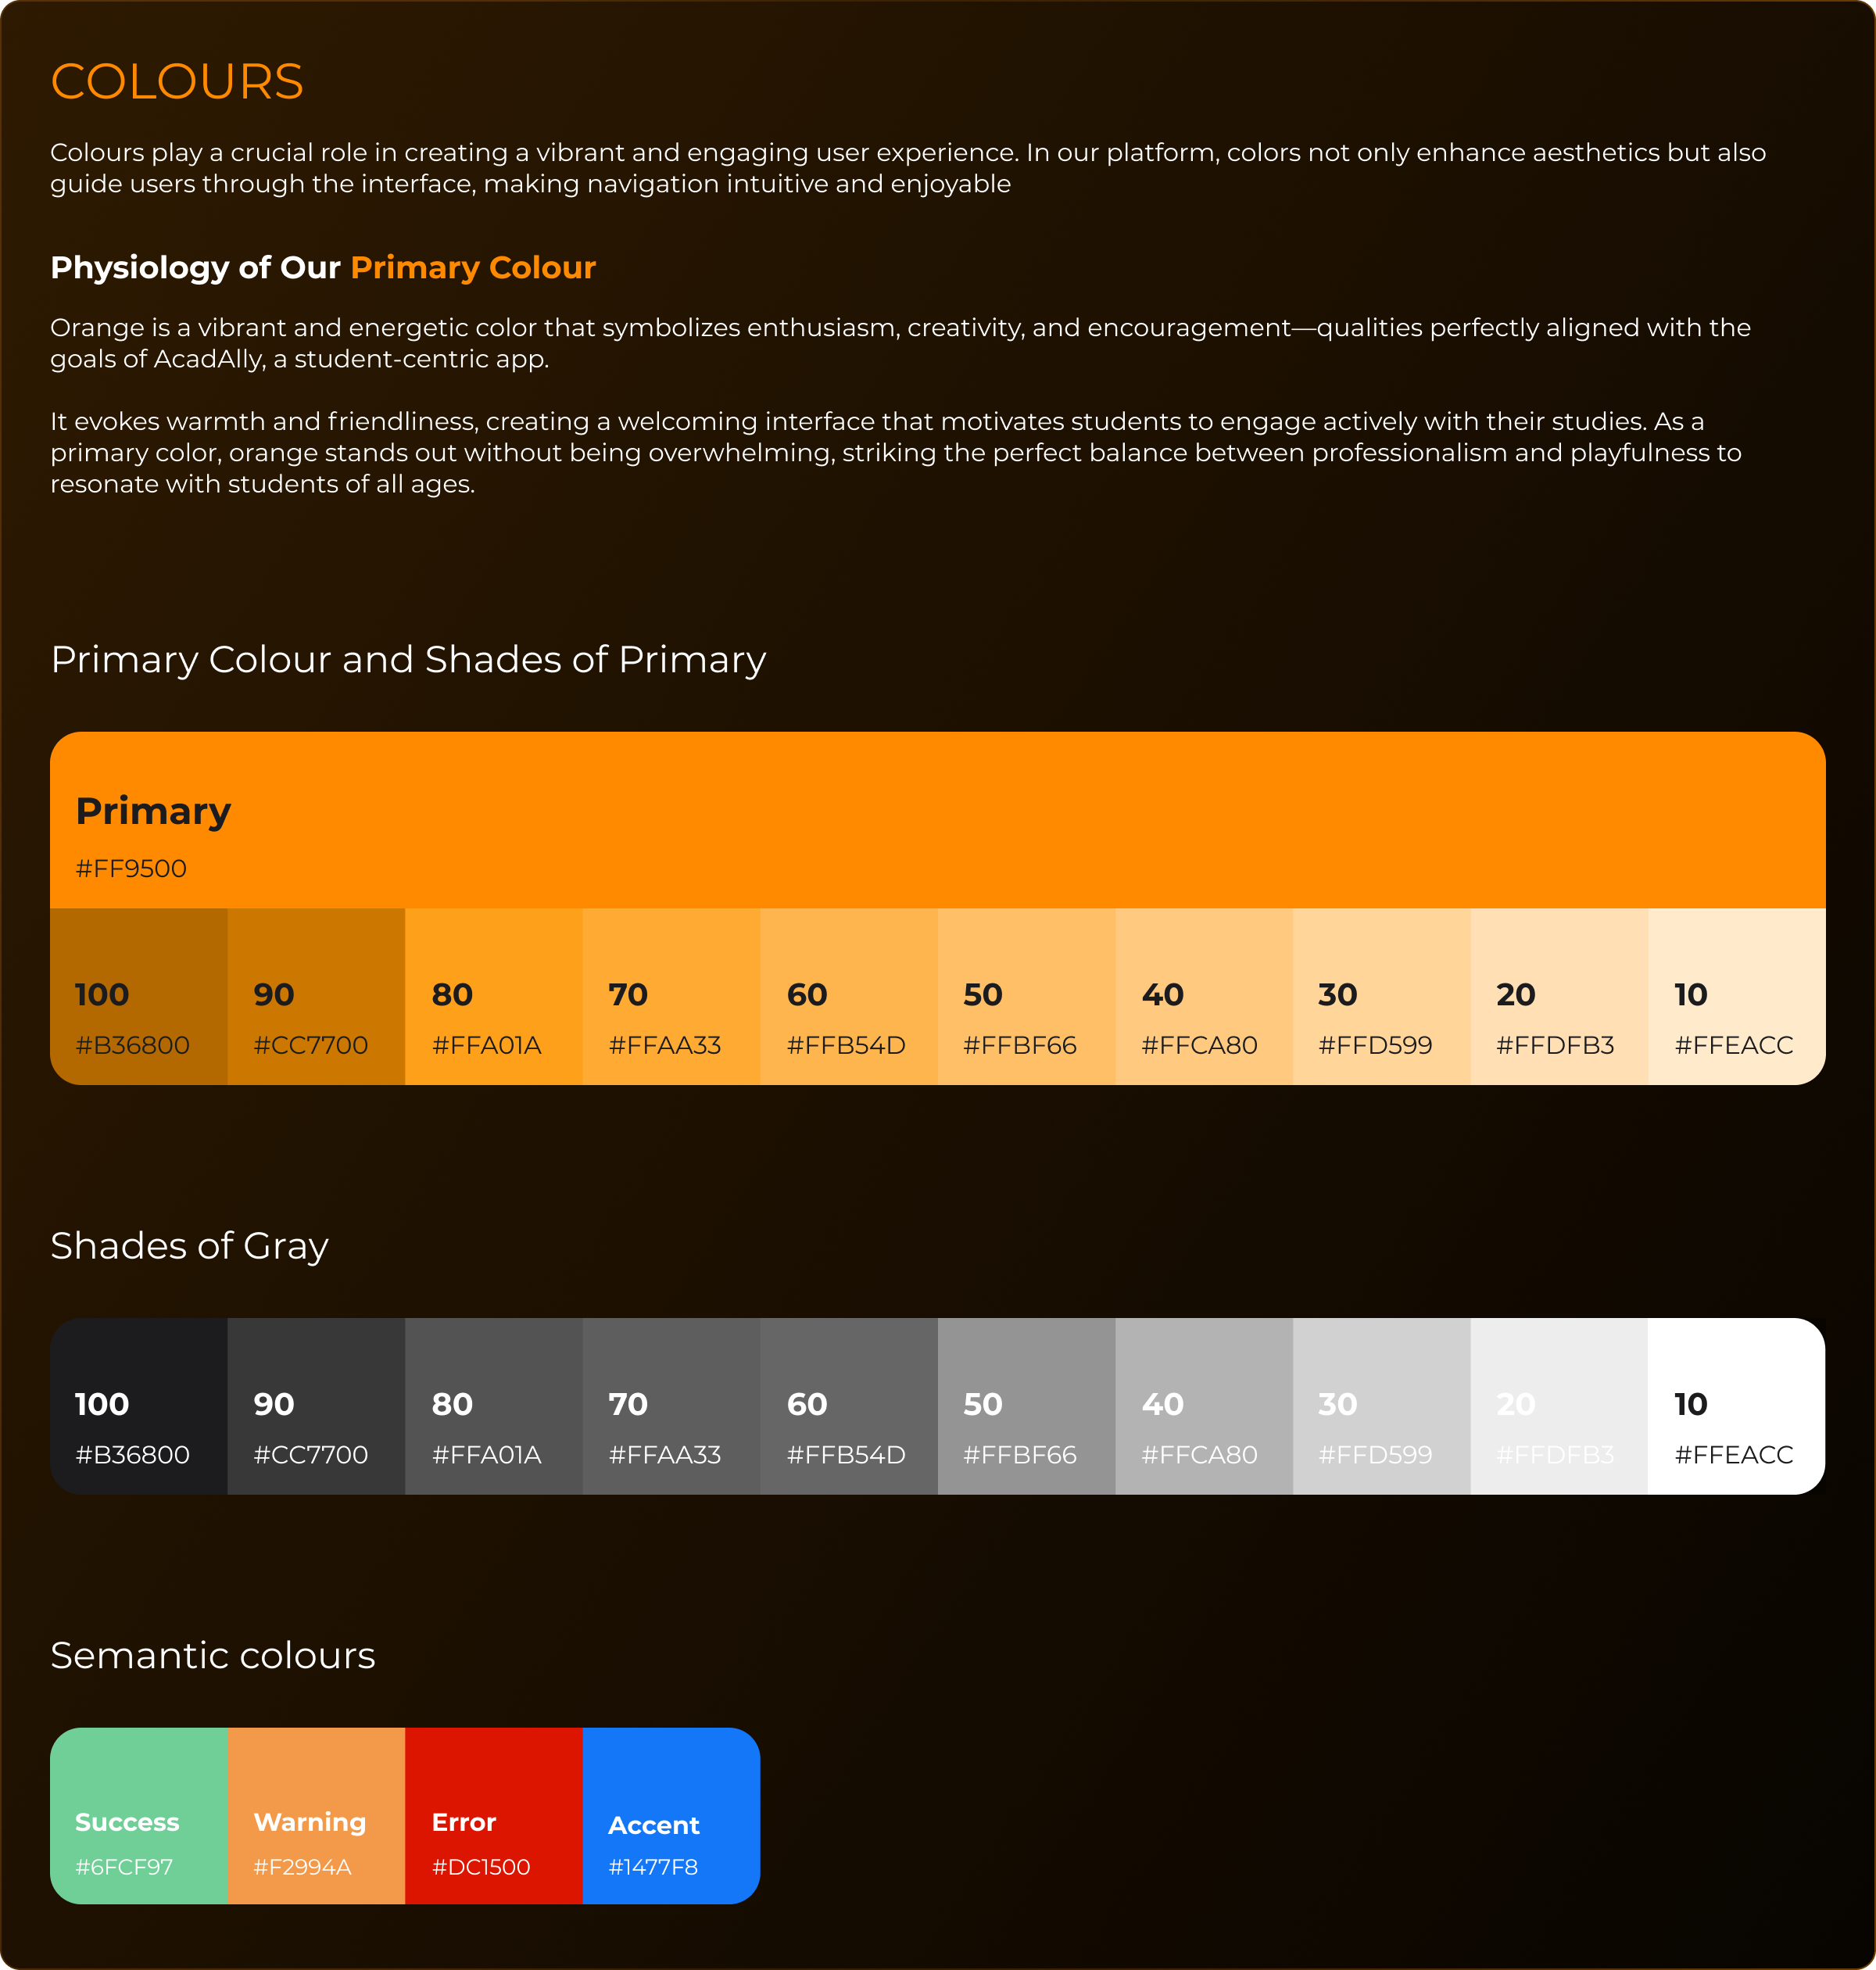 COLOURS
Colours play a crucial role in creating a vibrant and engaging user experience. In our platform, colors not only enhance aesthetics but also
guide users through the interface, making navigation intuitive and enjoyable
Physiology of Our Primary Colour
Orange is a vibrant and energetic color that symbolizes enthusiasm, creativity, and encouragement—qualities perfectly aligned with the
goals of AcadAlly, a student-centric app.
It evokes warmth and friendliness, creating a welcoming interface that motivates students to engage actively with their studies. As a
primary color, orange stands out without being overwhelming, striking the perfect balance between professionalism and playfulness to
resonate with students of all ages.
Primary Colour and Shades of Primary
Primary
#FF9500
100 90 80 70 60 50 40 30 20 10
#B36800 #CC7700 #FFA01A #FFAA33 #FFB54D #FFBF66 #FFCA80 #FFD599 #FFDFB3 #FFEACC
Shades of Gray
100 90 80 70 60 50 40 30 20 10
#B36800 #CC7700 #FFA01A #FFAA33 #FFB54D #FFBF66 #FFCA80 #FFD599 #FFDFB3 #FFEACC
Semantic colours
Success Warning Error Accent
#6FCF97 #F2994A #DC1500 #1477F8